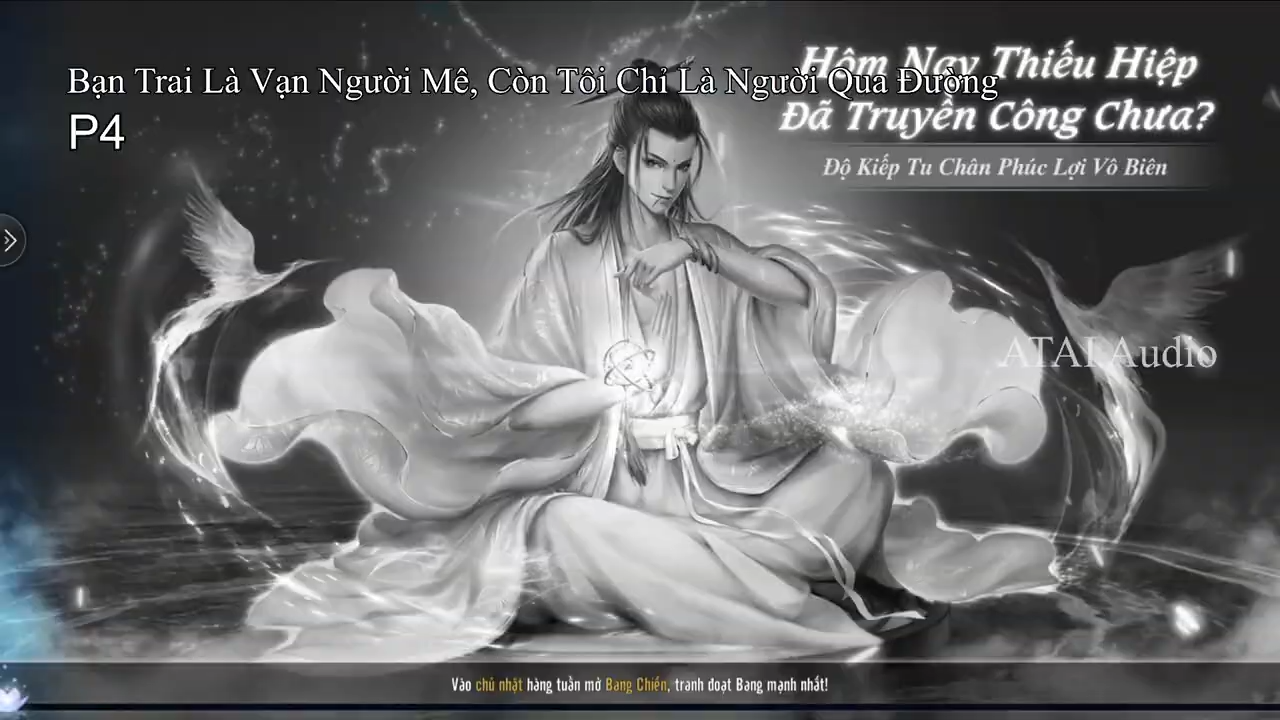 Hôm Nay Thiếu Hiệp
Bạn Trai Là Vạn Người Mê, Còn Tôi Chỉ Là Người Qua Đường
Đã Truyền Công Chưa?
P4
Độ Kiếp Tu Chân Phúc Lợi Vô Biên
ATAI Audio
Vào chủ nhật hàng tuần mở Bang Chiến, tranh đoạt Bang mạnh nhất!